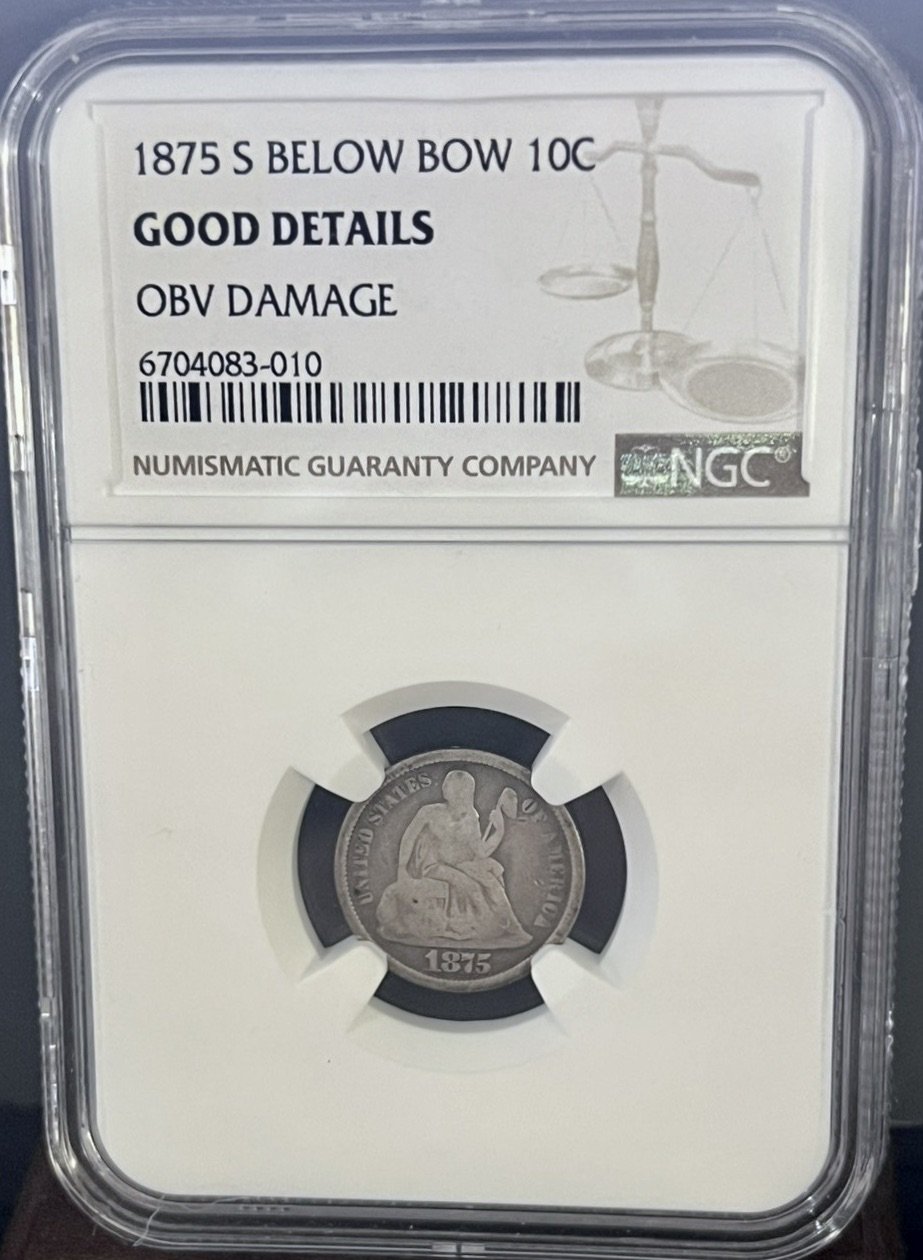 1875 S BELOW BOW 10C
GOOD DETAILS
OBV DAMAGE
6704083-010
NUMISMATIC GUARANTY COMPANY
NGC®
UNITED STATES OF AMERICA
1875